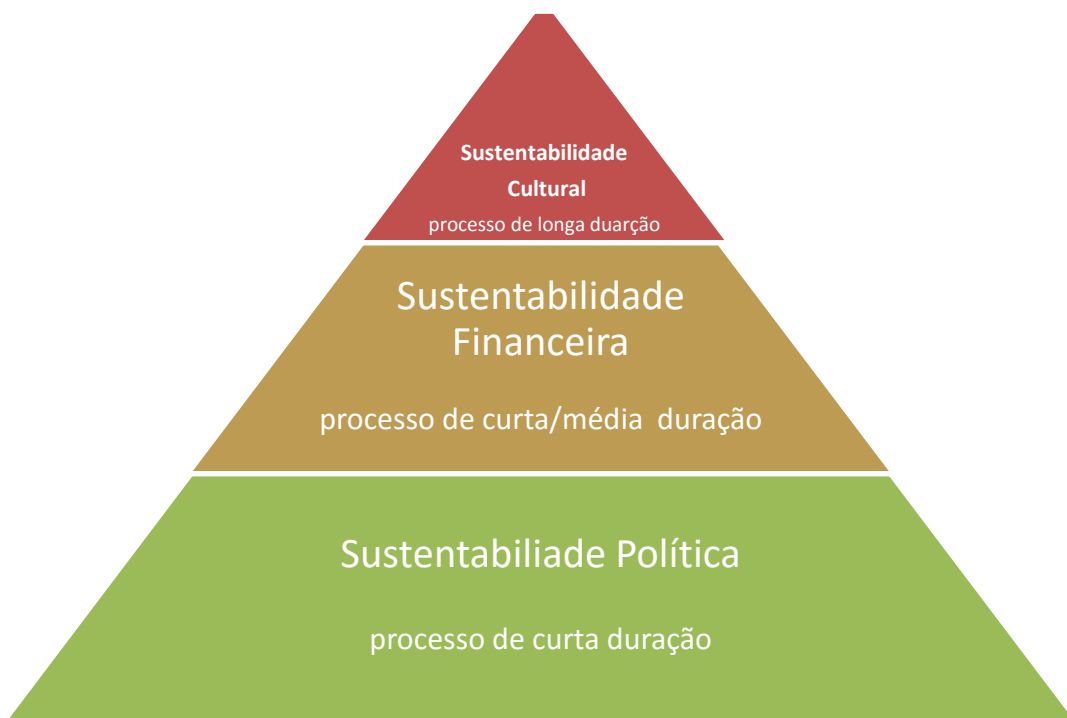 Sustentabilidade
Cultural
processo de longa duarção
Sustentabilidade
Financeira
processo de curta/média  duração
Sustentabiliade Política
processo de curta duração